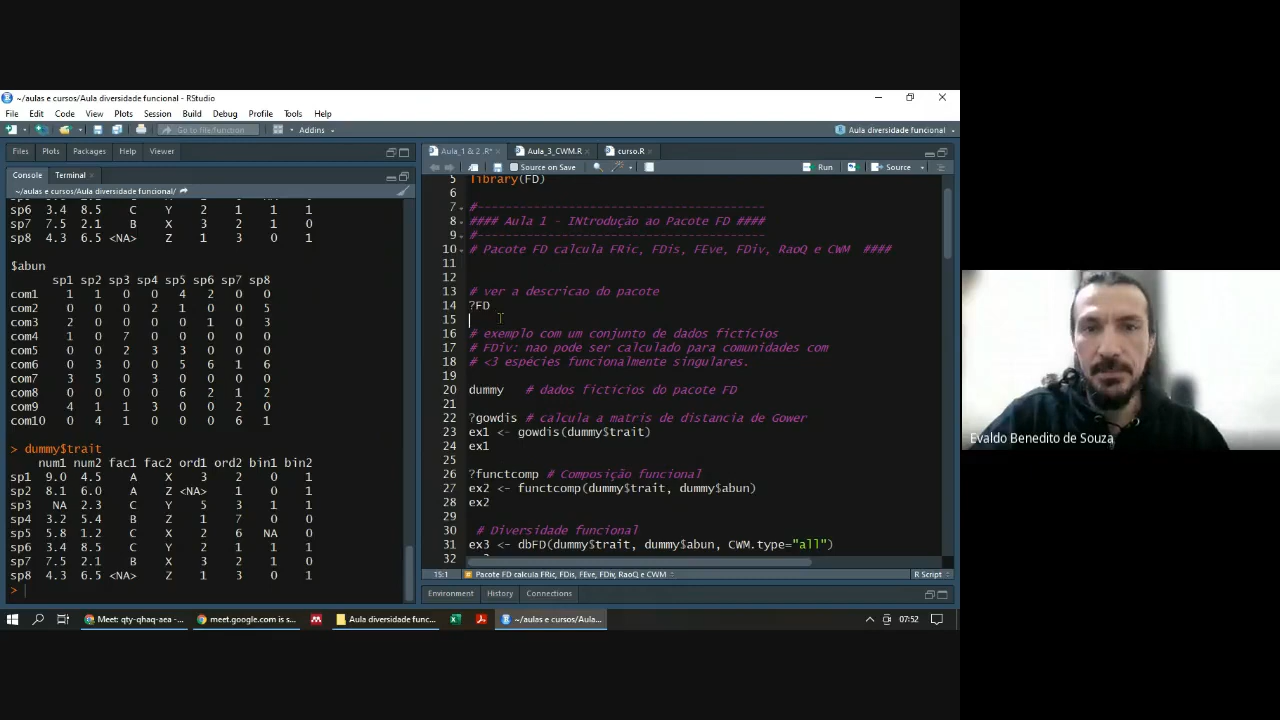 ~/aulas e cursos/Aula diversidade funcional - RStudio
File Edit Code View Plots Session Build Debug Profile Tools Help
Go to file/function Addins Aula diversidade funcional
Files Plots Packages Help Viewer
Console Terminal
~/aulas e cursos/Aula diversidade funcional/
sp6 3.4 8.5 C Y 2 1 1 1
sp7 7.5 2.1 B X 3 2 1 0
sp8 4.3 6.5 <NA> Z 1 3 0 1
$abun
sp1 sp2 sp3 sp4 sp5 sp6 sp7 sp8
com1 1 1 0 0 4 2 0 0
com2 0 0 0 2 1 0 0 5
com3 2 0 0 0 0 1 0 3
com4 1 0 7 0 0 0 0 0
com5 0 0 2 3 3 0 0 0
com6 0 3 0 0 5 0 1 0
com7 3 5 0 3 0 0 0 0
com8 0 0 0 0 6 2 1 2
com9 4 1 1 3 0 0 2 0
com10 0 4 1 0 0 0 6 1
> dummy$trait
num1 num2 fac1 fac2 ord1 ord2 bin1 bin2
sp1 9.0 4.5 A X 3 2 0 1
sp2 8.1 6.0 A Z <NA> 1 0 1
sp3 NA 2.3 C Y 5 3 1 1
sp4 3.2 5.4 B Z 1 7 0 0
sp5 5.8 1.2 C X 2 6 NA 0
sp6 3.4 8.5 C Y 2 1 1 1
sp7 7.5 2.1 B X 3 2 1 0
sp8 4.3 6.5 <NA> Z 1 3 0 1
>
Aula_1 & 2 .R* Aula_3_CWM.R curso.R
Source on Save Run Source
5 library(FD)
6
7 #---------------------------------------
8 #### Aula 1 - INtrodução ao Pacote FD ####
9 #---------------------------------------
10 # Pacote FD calcula FRic, FDis, FEve, FDiv, RaoQ e CWM ####
11
12
13 # ver a descricao do pacote
14 ?FD
15
16 # exemplo com um conjunto de dados ficticios
17 # FDiv: nao pode ser calculado para comunidades com
18 # <3 espécies funcionalmente singulares.
19
20 dummy # dados ficticios do pacote FD
21
22 ?gowdis # calcula a matris de distancia de Gower
23 ex1 <- gowdis(dummy$trait)
24 ex1
25
26 ?functcomp # Composição funcional
27 ex2 <- functcomp(dummy$trait, dummy$abun)
28 ex2
29
30 # Diversidade funcional
31 ex3 <- dbFD(dummy$trait, dummy$abun, CWM.type="all")
32
15:1 Pacote FD calcula FRic, FDis, FEve, FDiv, RaoQ e CWM R Script
Environment History Connections
Meet: qty-qhaq-aea -... meet.google.com is s... Aula diversidade func... ~/aulas e cursos/Aula... 07:52
Evaldo Benedito de Souza